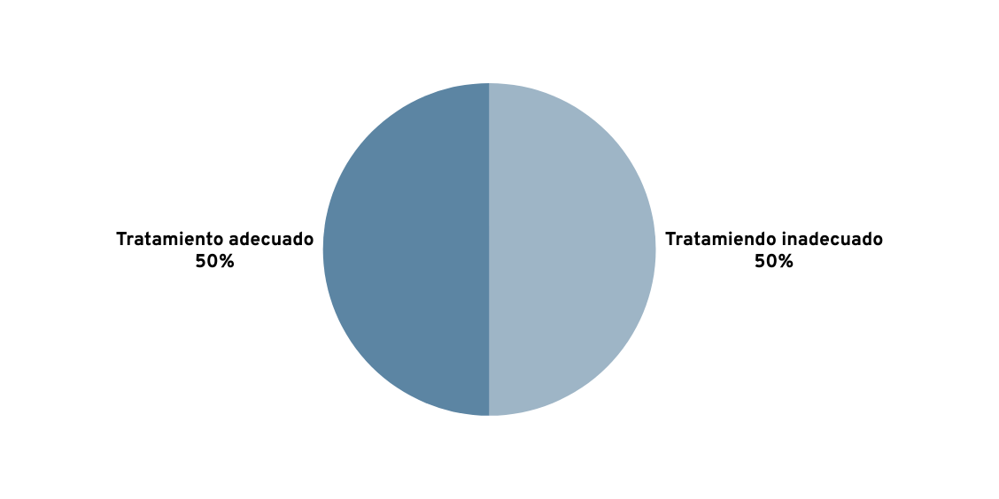 Tratamiento adecuado
50%
Tratamiendo inadecuado
50%